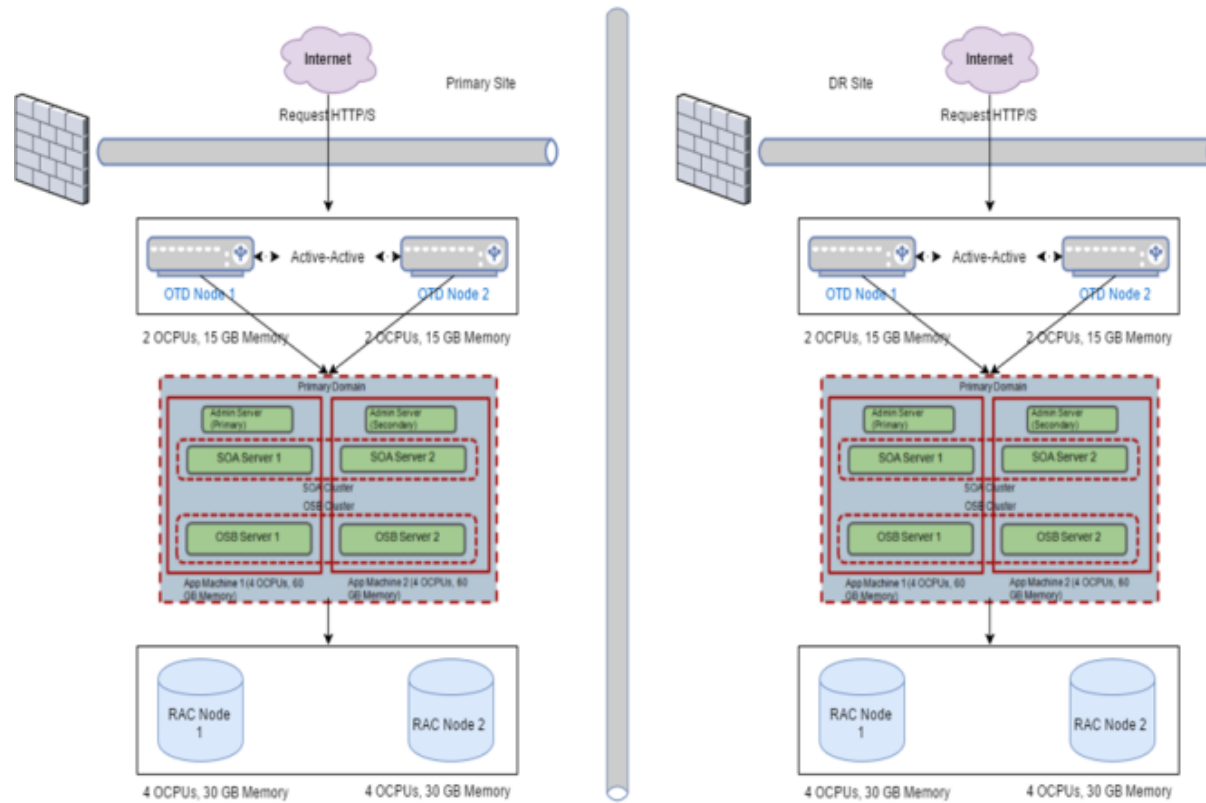 Internet
Primary Site
Request HTTP/S
Active-Active
OTD Node 1
OTD Node 2
2 OCPUs, 15 GB Memory
2 OCPUs, 15 GB Memory
Primary Domain
Admin Server
(Primary)
Admin Server
(Secondary)
SOA Server 1
SOA Server 2
SOA Cluster
OSB Cluster
OSB Server 1
OSB Server 2
App Machine 1 (4 OCPUs, 60
GB Memory)
App Machine 2 (4 OCPUs, 60
GB Memory)
RAC Node
1
RAC Node 2
4 OCPUs, 30 GB Memory
4 OCPUs, 30 GB Memory
Internet
DR Site
Request HTTP/S
Active-Active
OTD Node 1
OTD Node 2
2 OCPUs, 15 GB Memory
2 OCPUs, 15 GB Memory
Primary Domain
Admin Server
(Primary)
Admin Server
(Secondary)
SOA Server 1
SOA Server 2
SOA Cluster
OSB Cluster
OSB Server 1
OSB Server 2
App Machine 1 (4 OCPUs, 60
GB Memory)
App Machine 2 (4 OCPUs, 60
GB Memory)
RAC Node
1
RAC Node 2
4 OCPUs, 30 GB Memory
4 OCPUs, 30 GB Memory